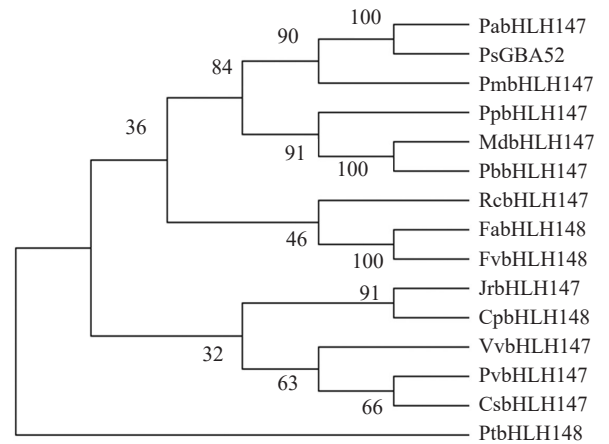 100
PabHLH147
90
PsGBA52
84
PmbHLH147
36
PpbHLH147
91
MdbHLH147
100
PbbHLH147
RcbHLH147
46
FabHLH148
100
FvbHLH148
91
JrbHLH147
CpbHLH148
32
VvbHLH147
63
PvbHLH147
66
CsbHLH147
PtbHLH148